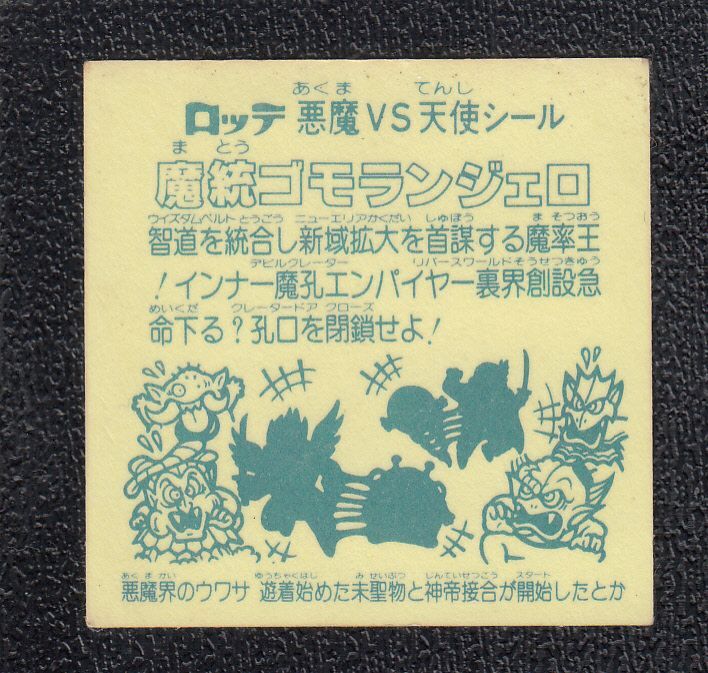 あくま てんし
ロッテ 悪魔VS天使シール
ま とう
魔統ゴモランジェロ
ウイズダムベルト とうごう ニューエリアかくだい しゅぼう ま そつおう
智道を統合し新域拡大を首謀する魔率王
デビルクレーター リバースワールドそうせつきゅう
!インナー魔孔エンパイヤー裏界創設急
めいくだ クレータードア クローズ
命下る?孔口を閉鎖せよ!
あくまかい ゆうちゃくはじ み せいぶつ しんていせつごう スタート
悪魔界のウワサ 遊着始めた未聖物と神帝接合が開始したとか